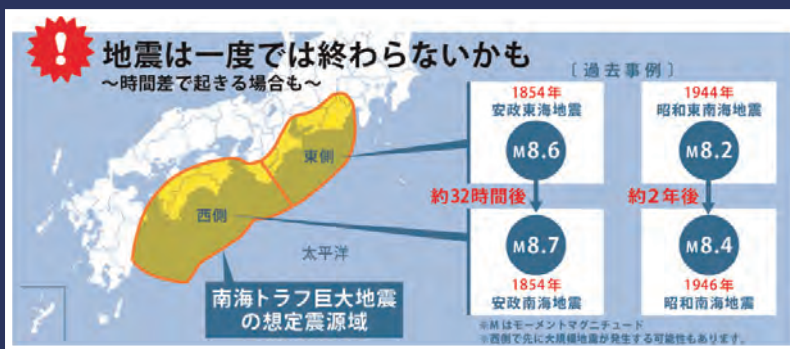 !
地震は一度では終わらないかも
～時間差で起きる場合も～
東側
西側
太平洋
南海トラフ巨大地震
の想定震源域
〔過去事例〕
1854年
安政東海地震
M8.6
約32時間後
M8.7
1854年
安政南海地震
1944年
昭和東南海地震
M8.2
約2年後
M8.4
1946年
昭和南海地震
※Mはモーメントマグニチュード
※西側で先に大規模地震が発生する可能性もあります。